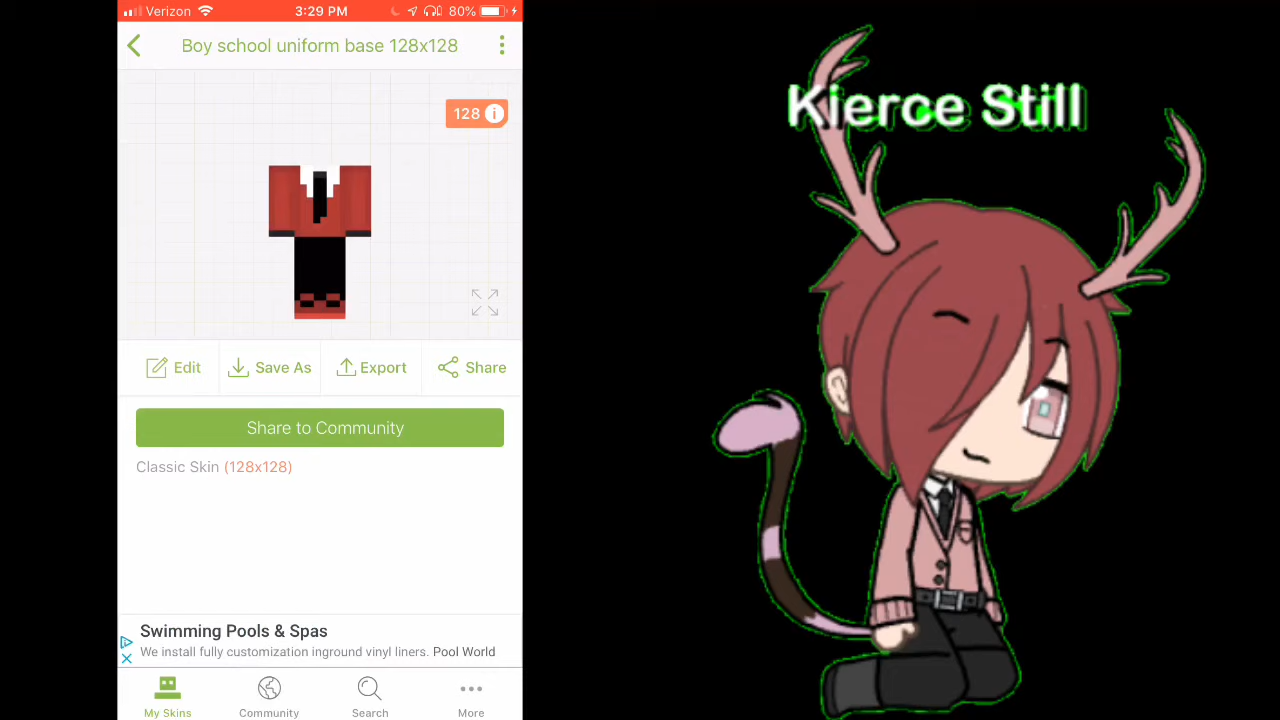 Verizon 3:29 PM 80%
Boy school uniform base 128x128
128 i
Edit Save As Export Share
Share to Community
Classic Skin (128x128)
Swimming Pools & Spas
We install fully customization inground vinyl liners. Pool World
My Skins Community Search More
Kierce Still